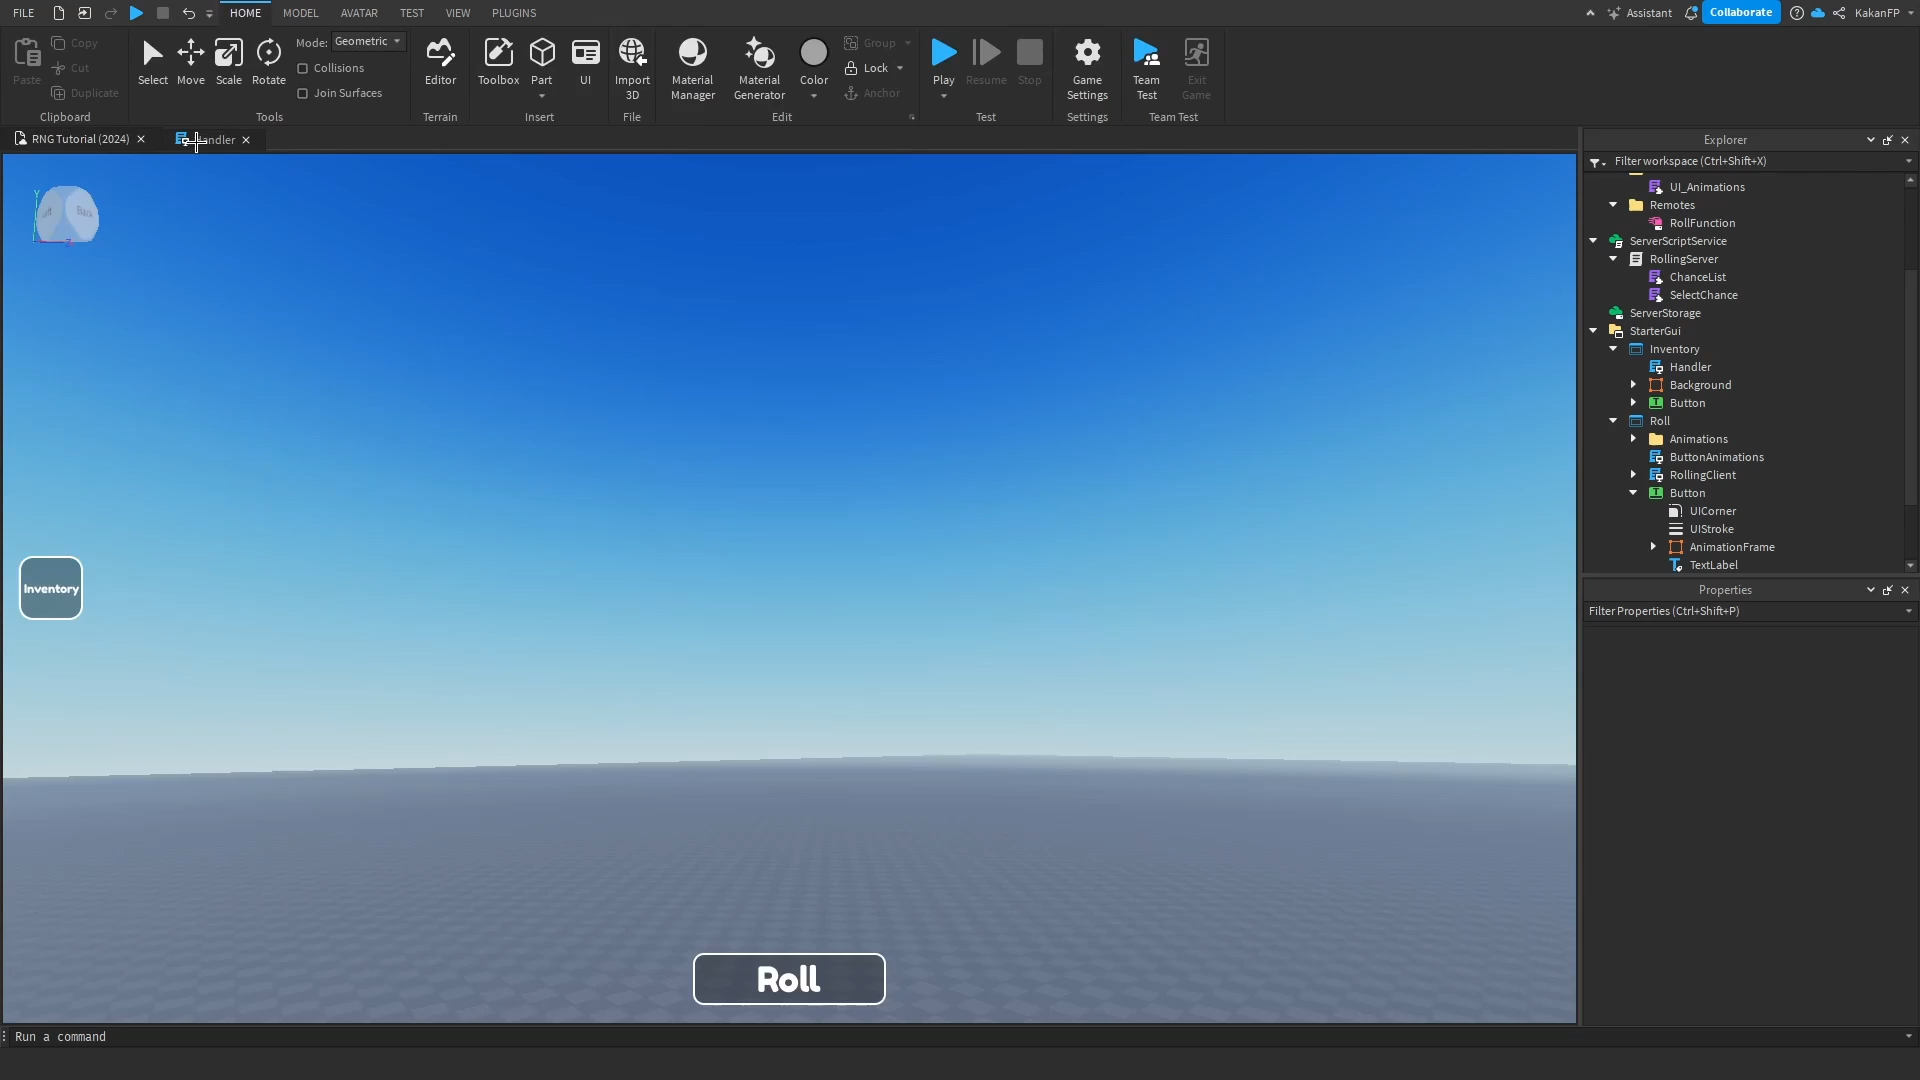 FILE HOME MODEL AVATAR TEST VIEW PLUGINS Assistant Collaborate KakanFP
Paste Copy Cut Duplicate
Clipboard
Select Move Scale Rotate
Mode: Geometric
Collisions
Join Surfaces
Tools
Editor
Terrain
Toolbox Part UI
Insert
Import
3D
File
Material
Manager
Material
Generator
Color
Group
Lock
Anchor
Edit
Play Resume Stop
Test
Game
Settings
Settings
Team
Test
Exit
Game
Team Test
RNG Tutorial (2024)
Y
Left Back
Z
Inventory
Roll
Explorer
Filter workspace (Ctrl+Shift+X)
UI_Animations
Remotes
RollFunction
ServerScriptService
RollingServer
ChanceList
SelectChance
ServerStorage
StarterGui
Inventory
Handler
Background
Button
Roll
Animations
ButtonAnimations
RollingClient
Button
UICorner
UIStroke
AnimationFrame
TextLabel
Properties
Filter Properties (Ctrl+Shift+P)
Run a command